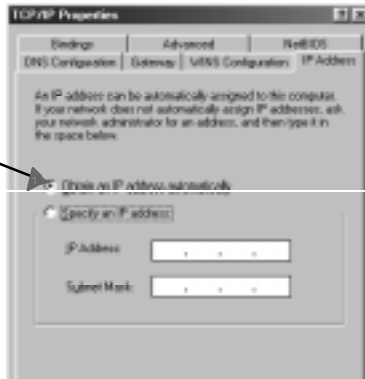 TCP/IP Properties
Bindings Advanced NetBIOS
DNS Configuration Gateway WINS Configuration IP Address
An IP address can be automatically assigned to this computer.
If your network does not automatically assign IP addresses, ask
your network administrator for an address, and then type it in
the space below.
Obtain an IP address automatically
Specify an IP address:
IP Address:
Subnet Mask: